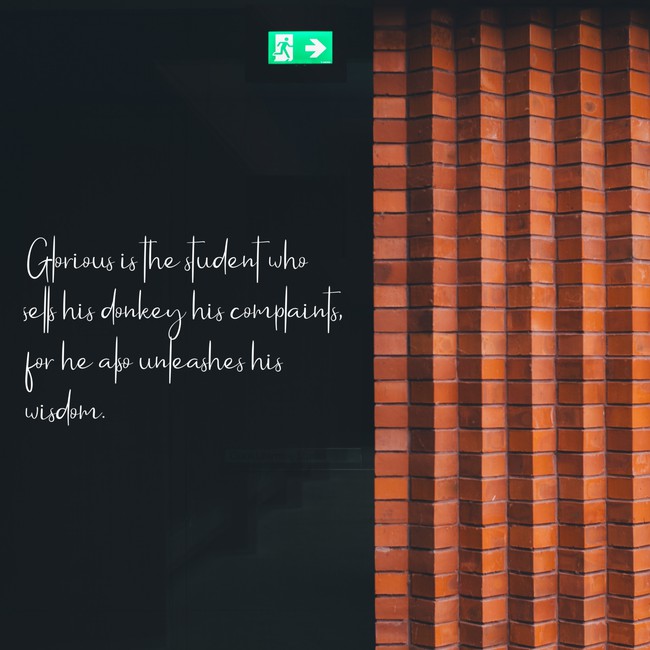 Glorious is the student who
sells his donkey his complaints,
for he also unleashes his
wisdom.